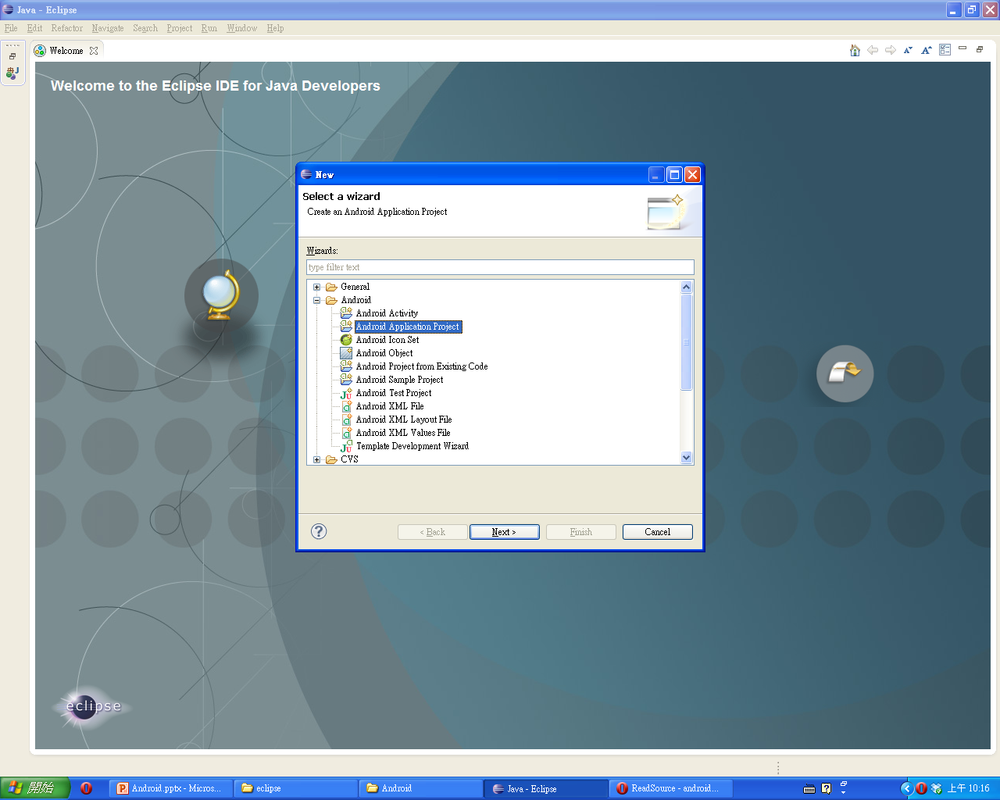 Java - Eclipse
File Edit Refactor Navigate Search Project Run Window Help
Welcome
Welcome to the Eclipse IDE for Java Developers
New
Select a wizard
Create an Android Application Project
Wizards:
type filter text
General
Android
Android Activity
Android Application Project
Android Icon Set
Android Object
Android Project from Existing Code
Android Sample Project
Android Test Project
Android XML File
Android XML Layout File
Android XML Values File
Template Development Wizard
CVS
< Back Next > Finish Cancel
eclipse
開始 Android.pptx - Micros... eclipse Android Java - Eclipse ReadSource - android... 上午 10:16